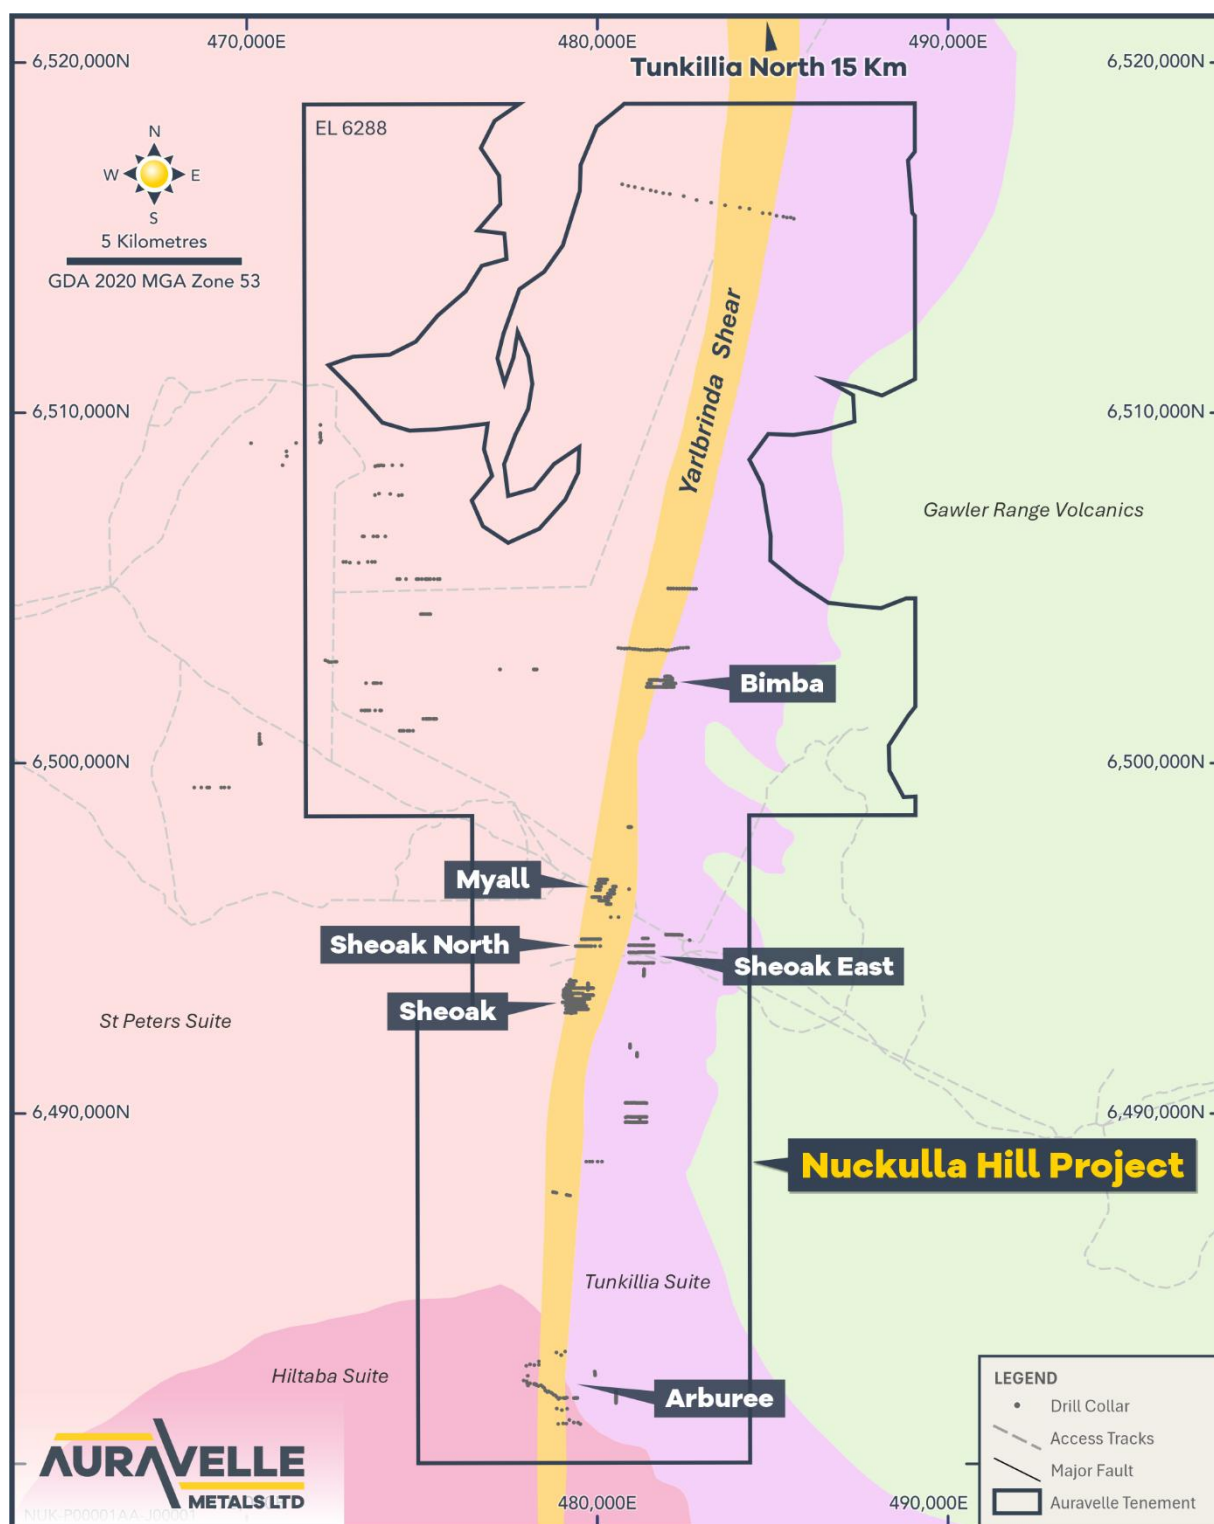 470,000E
480,000E
490,000E
6,520,000N
6,520,000N
Tunkillia North 15 Km
EL 6288
N
W
E
S
5 Kilometres
GDA 2020 MGA Zone 53
Yarlbrinda Shear
6,510,000N
6,510,000N
Gawler Range Volcanics
Bimba
6,500,000N
6,500,000N
Myall
Sheoak North
Sheoak East
Sheoak
St Peters Suite
6,490,000N
6,490,000N
Nuckulla Hill Project
Tunkillia Suite
Hiltaba Suite
Arburee
LEGEND
Drill Collar
Access Tracks
Major Fault
Auravelle Tenement
AURAVELLE
METALS LTD
480,000E
490,000E